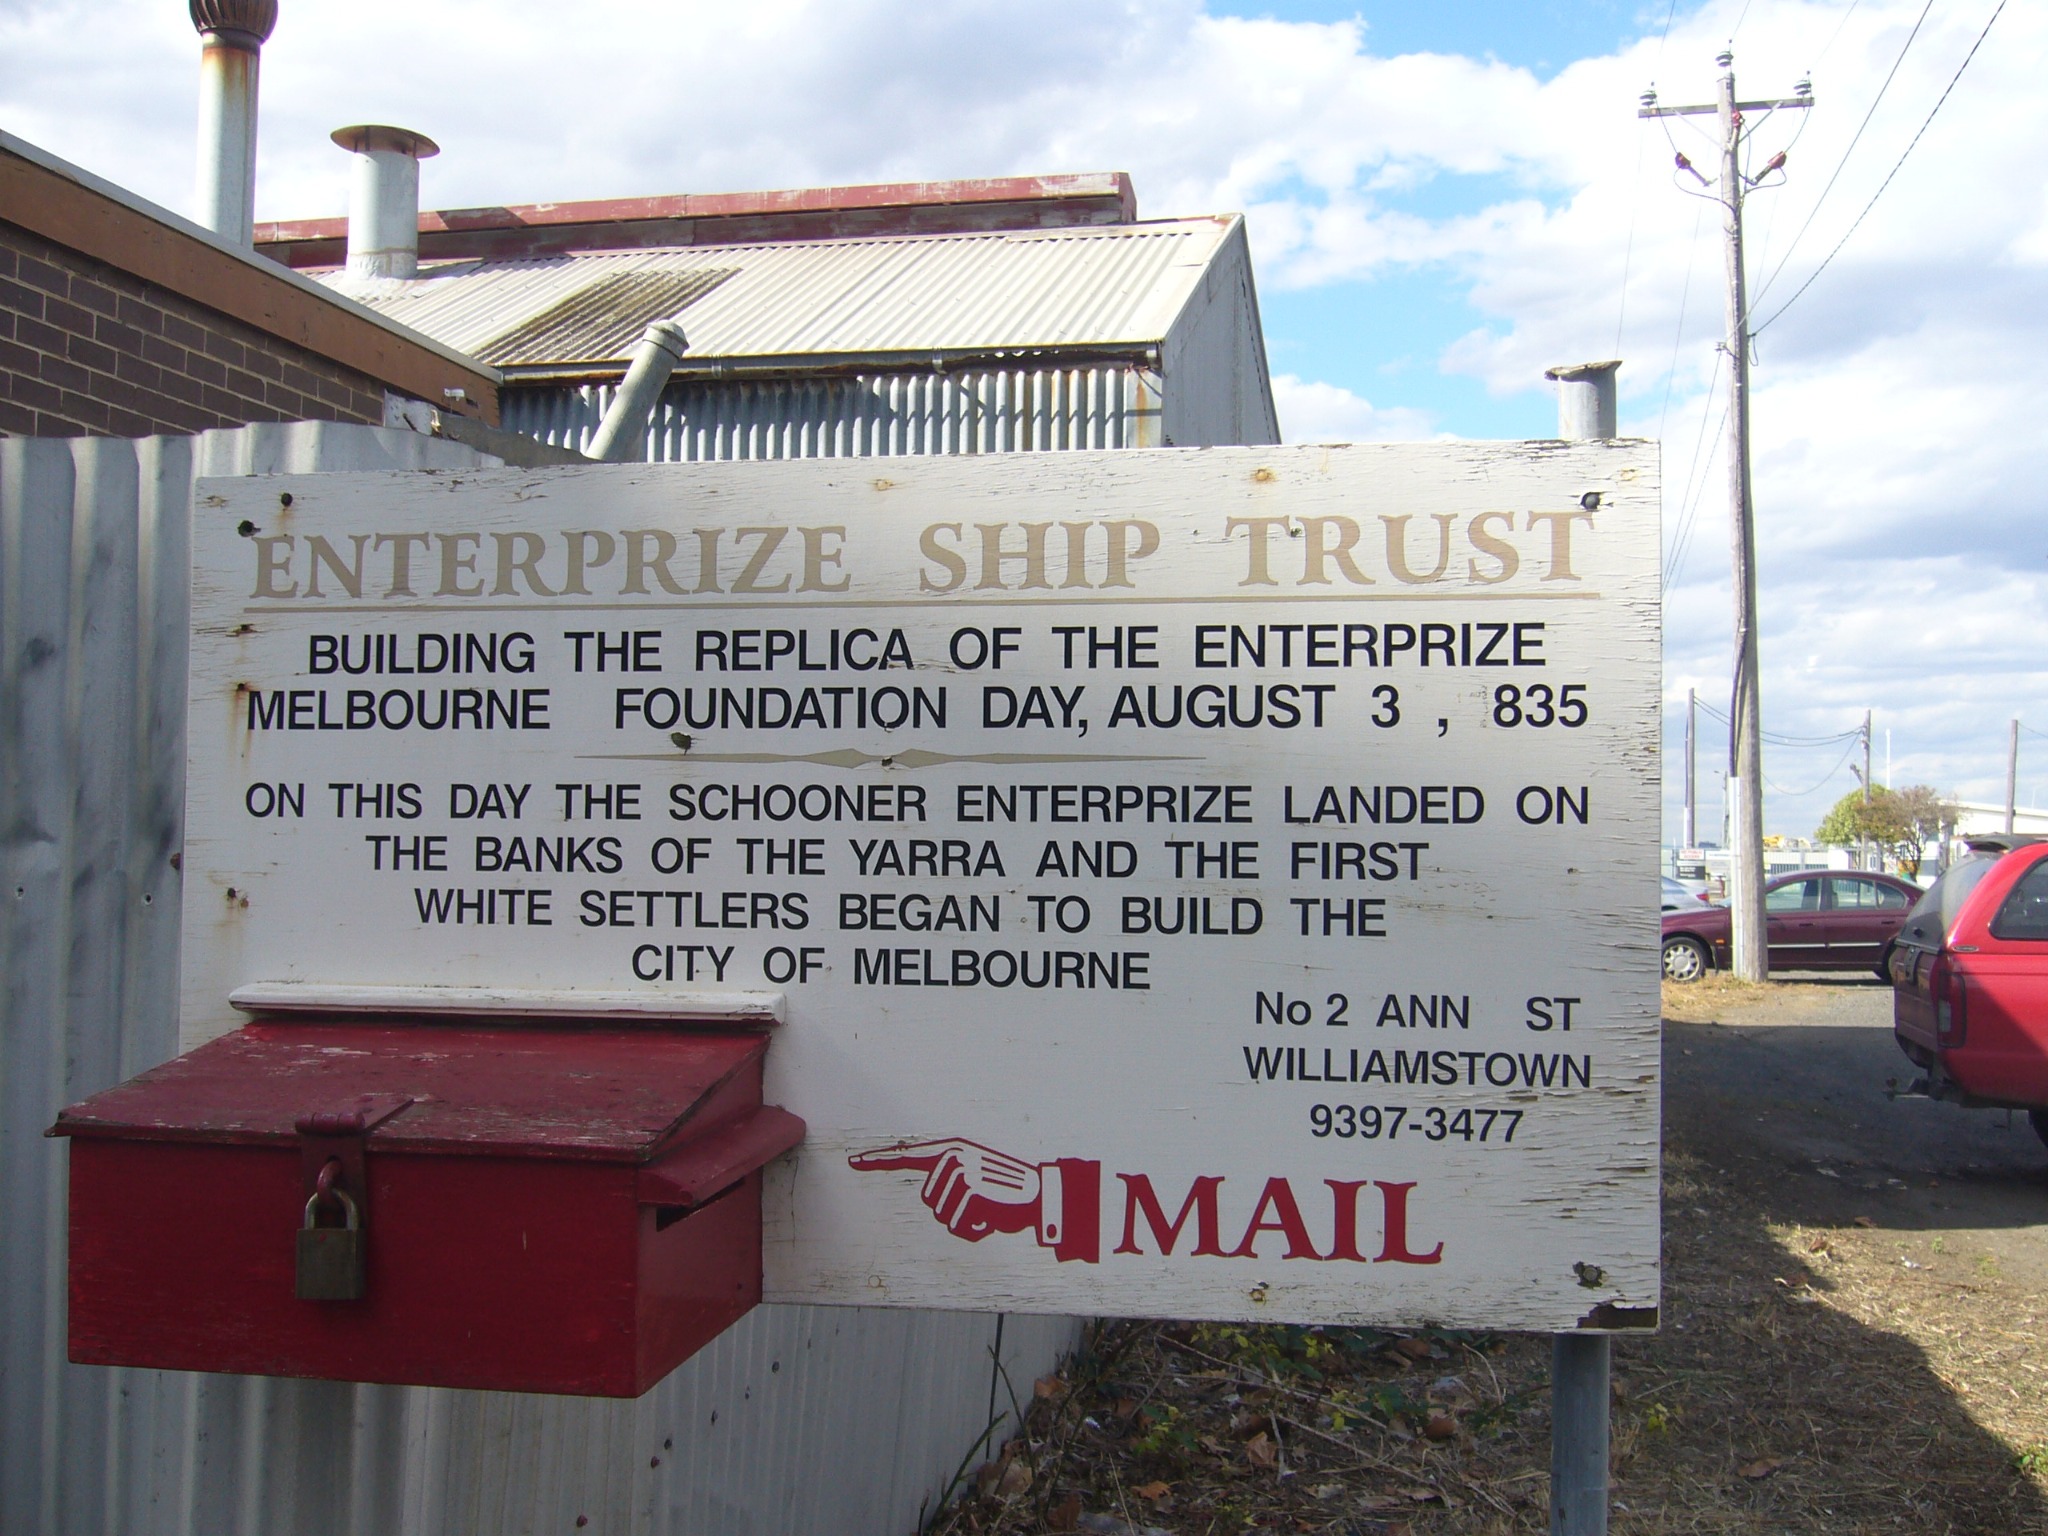 ENTERPRIZE SHIP TRUST
BUILDING THE REPLICA OF THE ENTERPRIZE
MELBOURNE FOUNDATION DAY, AUGUST 3 , 835
ON THIS DAY THE SCHOONER ENTERPRIZE LANDED ON
THE BANKS OF THE YARRA AND THE FIRST
WHITE SETTLERS BEGAN TO BUILD THE
CITY OF MELBOURNE
No 2 ANN ST
WILLIAMSTOWN
9397-3477
MAIL